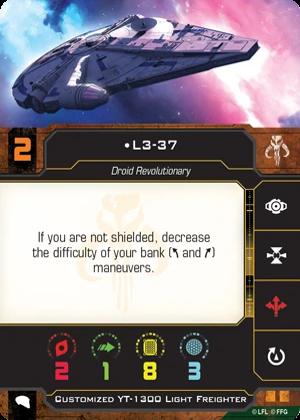 2
•L3-37
Droid Revolutionary
If you are not shielded, decrease
the difficulty of your bank (↰ and ↱)
maneuvers.
2 1 8 3
Customized YT-1300 Light Freighter
©LFL ©FFG